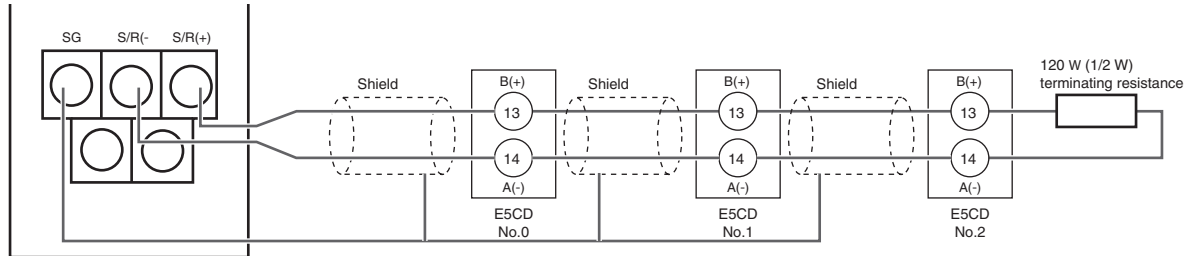 SG S/R(- S/R(+)
Shield
B(+)
13
14
A(-)
E5CD
No.0
Shield
B(+)
13
14
A(-)
E5CD
No.1
Shield
B(+)
13
14
A(-)
E5CD
No.2
120 W (1/2 W)
terminating resistance